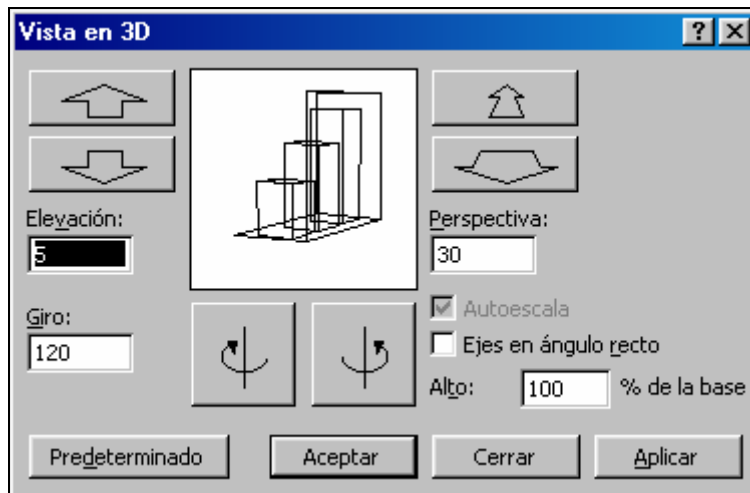 Vista en 3D
Elevación:
5
Giro:
120
Perspectiva:
30
Autoescala
Ejes en ángulo recto
Alto: 100 % de la base
Predeterminado Aceptar Cerrar Aplicar